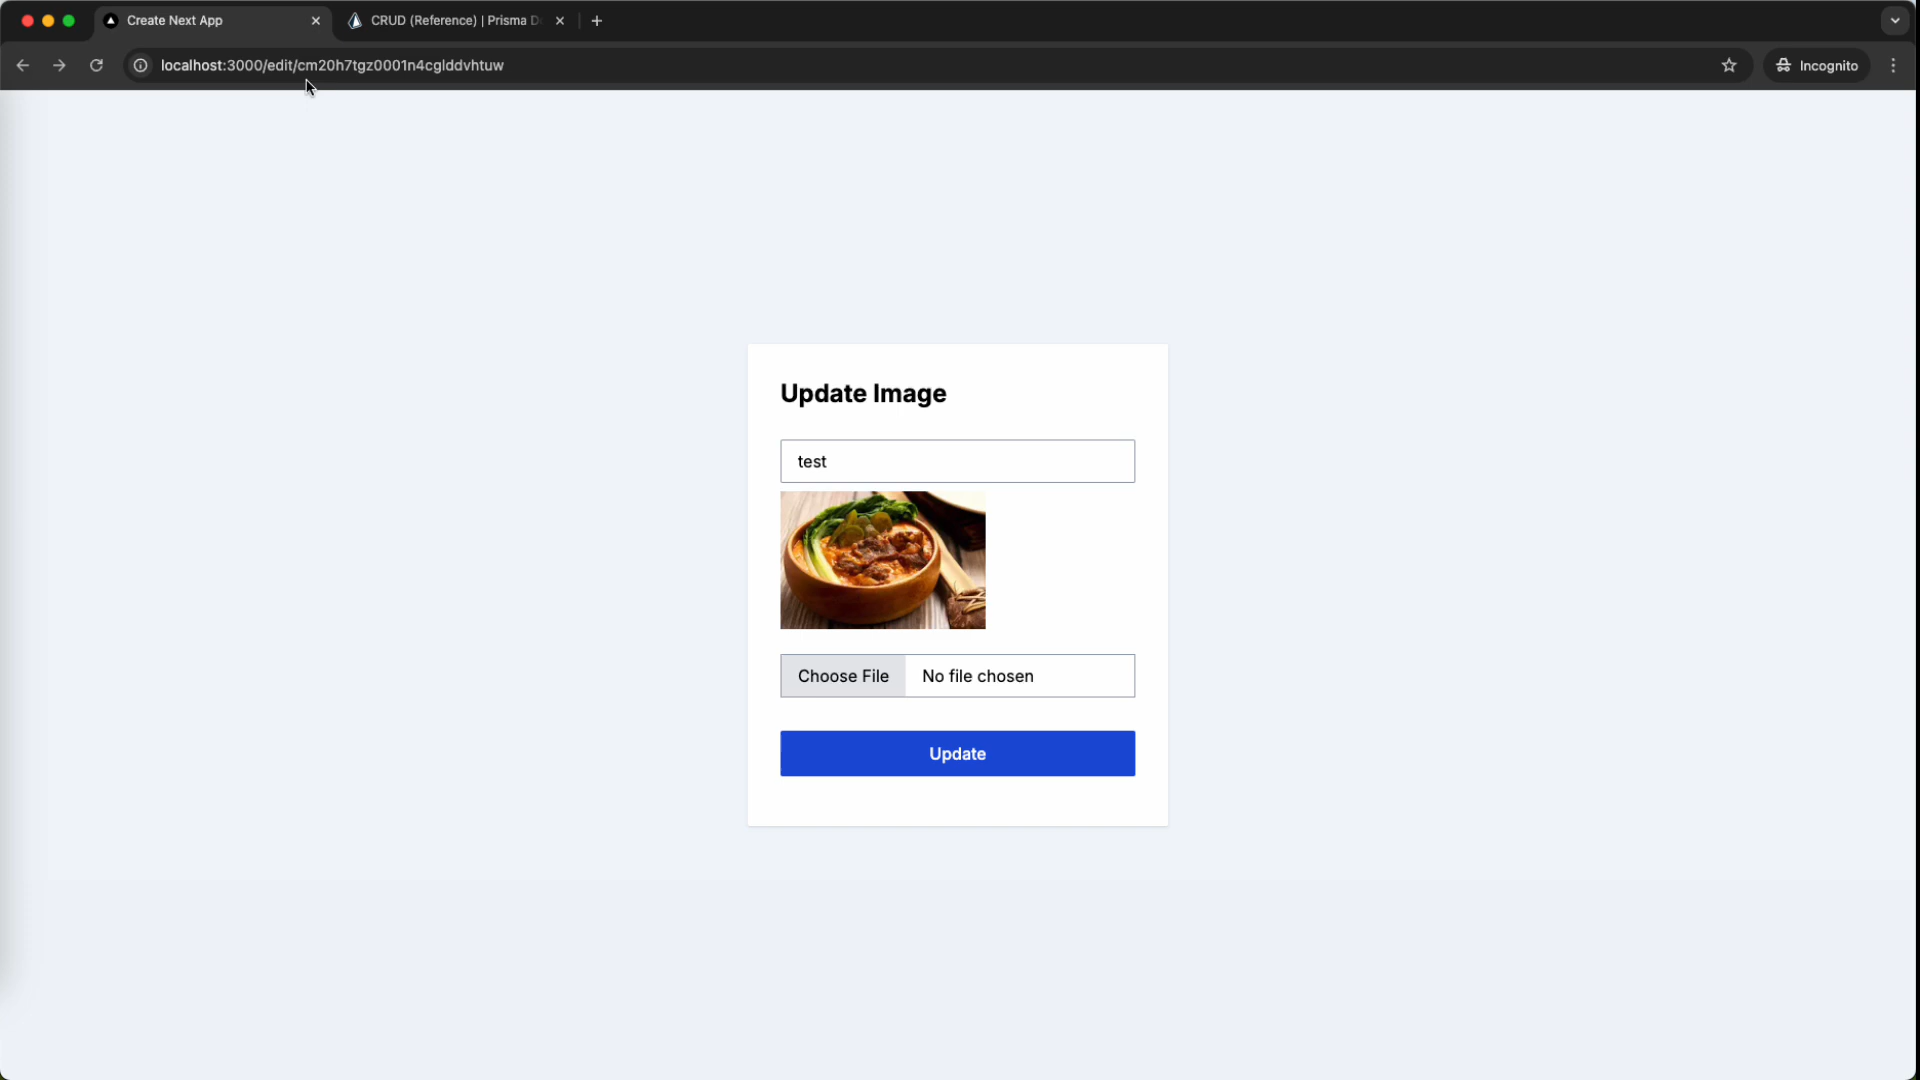 Create Next App
CRUD (Reference) | Prisma D
localhost:3000/edit/cm20h7tgz0001n4cglddvhtuw
Incognito
Update Image
test
Choose File No file chosen
Update